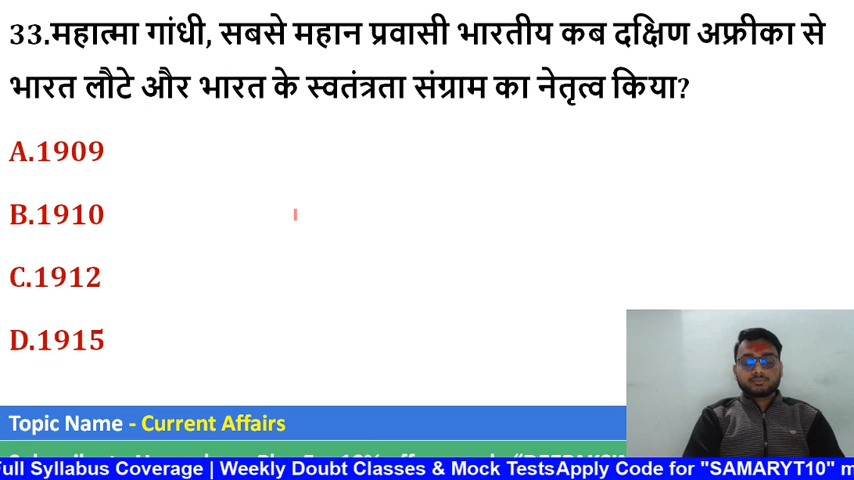 33.महात्मा गांधी, सबसे महान प्रवासी भारतीय कब दक्षिण अफ्रीका से
भारत लौटे और भारत के स्वतंत्रता संग्राम का नेतृत्व किया?
A.1909
B.1910
C.1912
D.1915
Topic Name - Current Affairs
Full Syllabus Coverage | Weekly Doubt Classes & Mock TestsApply Code for "SAMARYT10" m